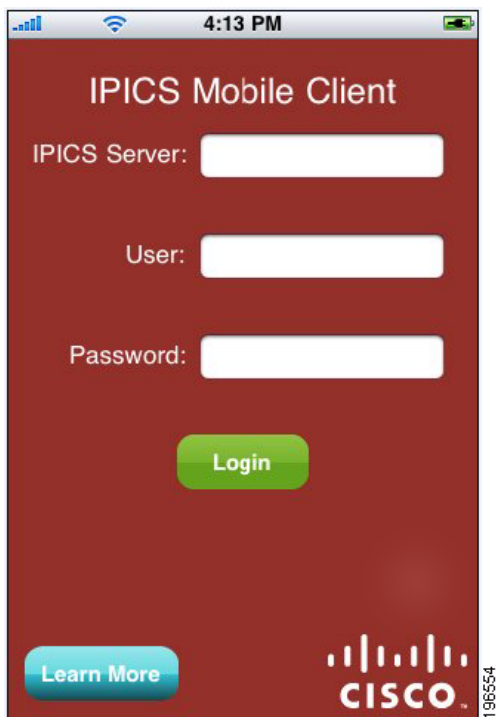 4:13 PM
IPICS Mobile Client
IPICS Server:
User:
Password:
Login
Learn More
CISCO
196554